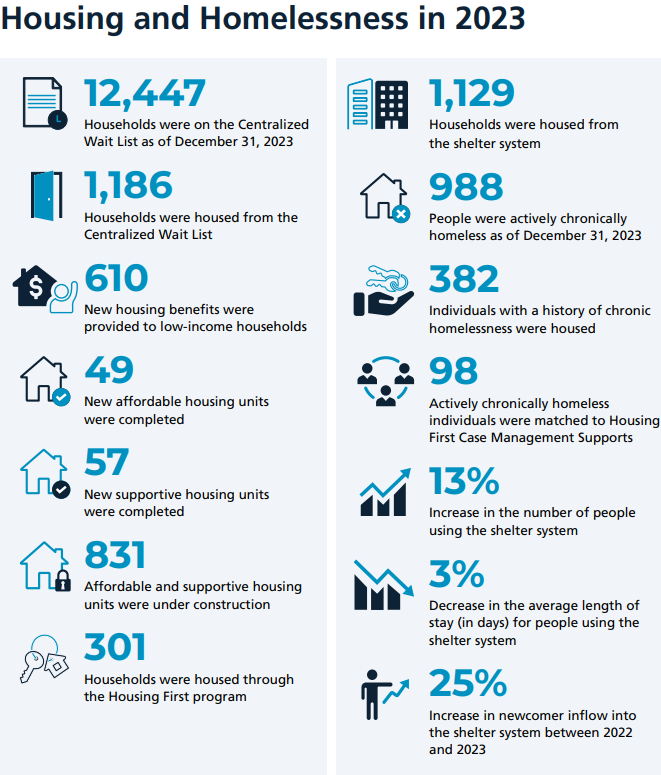 Housing and Homelessness in 2023
12,447
Households were on the Centralized
Wait List as of December 31, 2023
1,186
Households were housed from the
Centralized Wait List
$
610
New housing benefits were
provided to low-income households
49
New affordable housing units
were completed
57
New supportive housing units
were completed
831
Affordable and supportive housing
units were under construction
301
Households were housed through
the Housing First program
1,129
Households were housed from
the shelter system
988
People were actively chronically
homeless as of December 31, 2023
382
Individuals with a history of chronic
homelessness were housed
98
Actively chronically homeless
individuals were matched to Housing
First Case Management Supports
13%
Increase in the number of people
using the shelter system
3%
Decrease in the average length of
stay (in days) for people using the
shelter system
25%
Increase in newcomer inflow into
the shelter system between 2022
and 2023